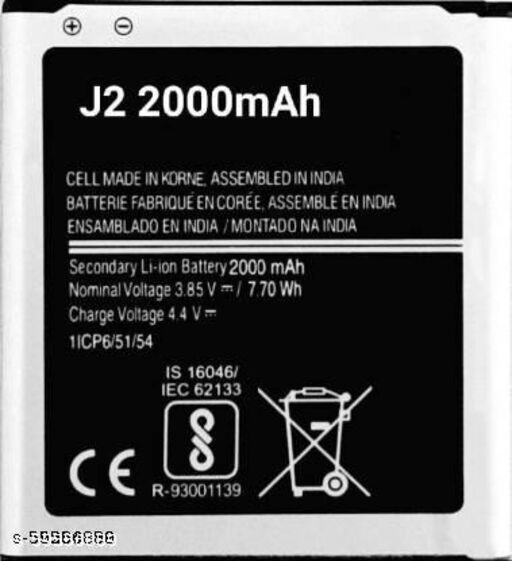 J2 2000mAh
CELL MADE IN KORNE, ASSEMBLED IN INDIA
BATTERIE FABRIQUÉ EN CORÉE, ASSEMBLÉ EN INDIA
ENSAMBLADO EN INDIA / MONTADO NA INDIA
Secondary Li-ion Battery 2000 mAh
Nominal Voltage 3.85 V ⎓ / 7.70 Wh
Charge Voltage 4.4 V ⎓
1ICP6/51/54
IS 16046/
IEC 62133
R-93001139
CE